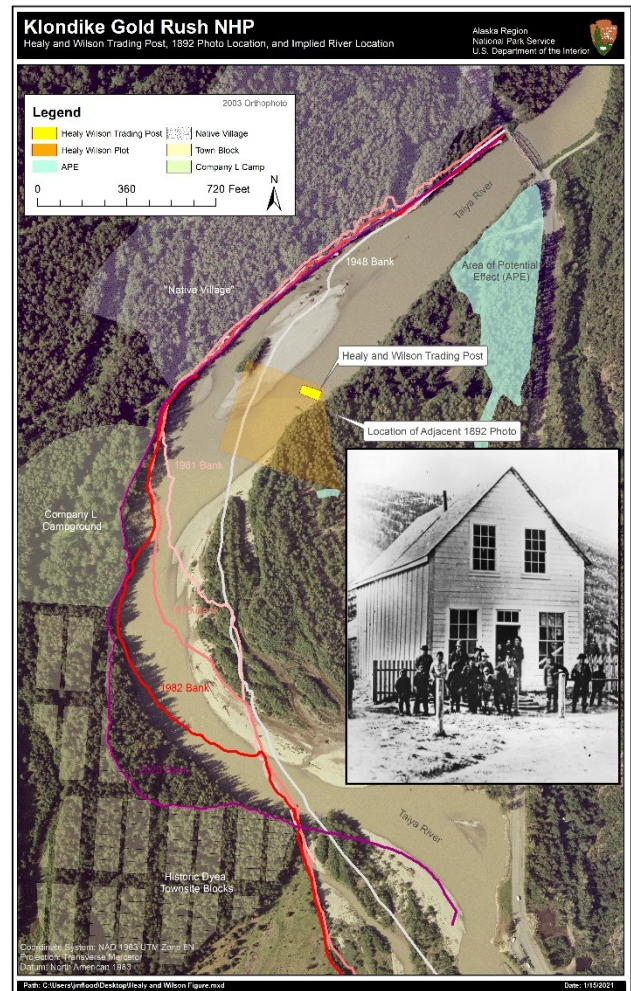 Klondike Gold Rush NHP
Healy and Wilson Trading Post, 1892 Photo Location, and Implied River Location
Alaska Region
National Park Service
U.S. Department of the Interior
2003 Orthophoto
Legend
Healy Wilson Trading Post
Native Village
Healy Wilson Plot
Town Block
APE
Company L Camp
0 360 720 Feet
N
Taiya River
1948 Bank
Area of Potential
Effect (APE)
Native Village
Healy and Wilson Trading Post
Location of Adjacent 1892 Photo
1961 Bank
Company L
Campground
1982 Bank
Taiya River
Historic Dyea
Townsite Blocks
Coordinate System: NAD 1983 UTM Zone 8N
Projection: Transverse Mercator
Datum: North American 1983
Path: C:\Users\jmflood\Desktop\Healy and Wilson Figure.mxd
Date: 1/15/2021